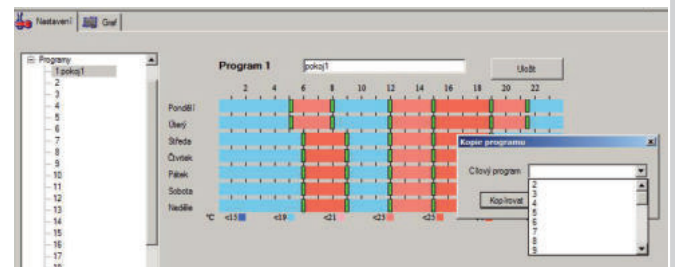 Nastavení Graf
Programy
1 pokoj1
2
3
4
5
6
7
8
9
10
11
12
13
14
15
16
17
Program 1 pokoj1 Uložit
2 4 6 8 10 12 14 16 18 20 22
Pondělí
Úterý
Středa
Čtvrtek
Pátek
Sobota
Neděle
°C <15 <19 <21 <23 <25
Kopie programu
Cílový program
Kopírovat
2
3
4
5
6
7
8
9